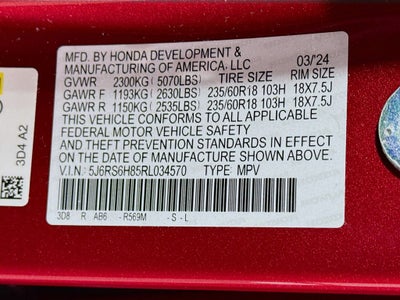 MFD. BY HONDA DEVELOPMENT &
MANUFACTURING OF AMERICA, LLC 03/'24
GVWR 2300KG ( 5070LBS) TIRE SIZE RIM SIZE
GAWR F 1193KG ( 2630LBS) 235/60R18 103H 18X7.5J
GAWR R 1150KG ( 2535LBS) 235/60R18 103H 18X7.5J
THIS VEHICLE CONFORMS TO ALL APPLICABLE
FEDERAL MOTOR VEHICLE SAFETY
AND THEFT PREVENTION STANDARDS IN EFFECT
ON THE DATE OF MANUFACTURE SHOWN ABOVE.
V.I.N.: 5J6RS6H85RL034570 TYPE: MPV
3D8 R AB6 -R569M -S-L
3D4 A2